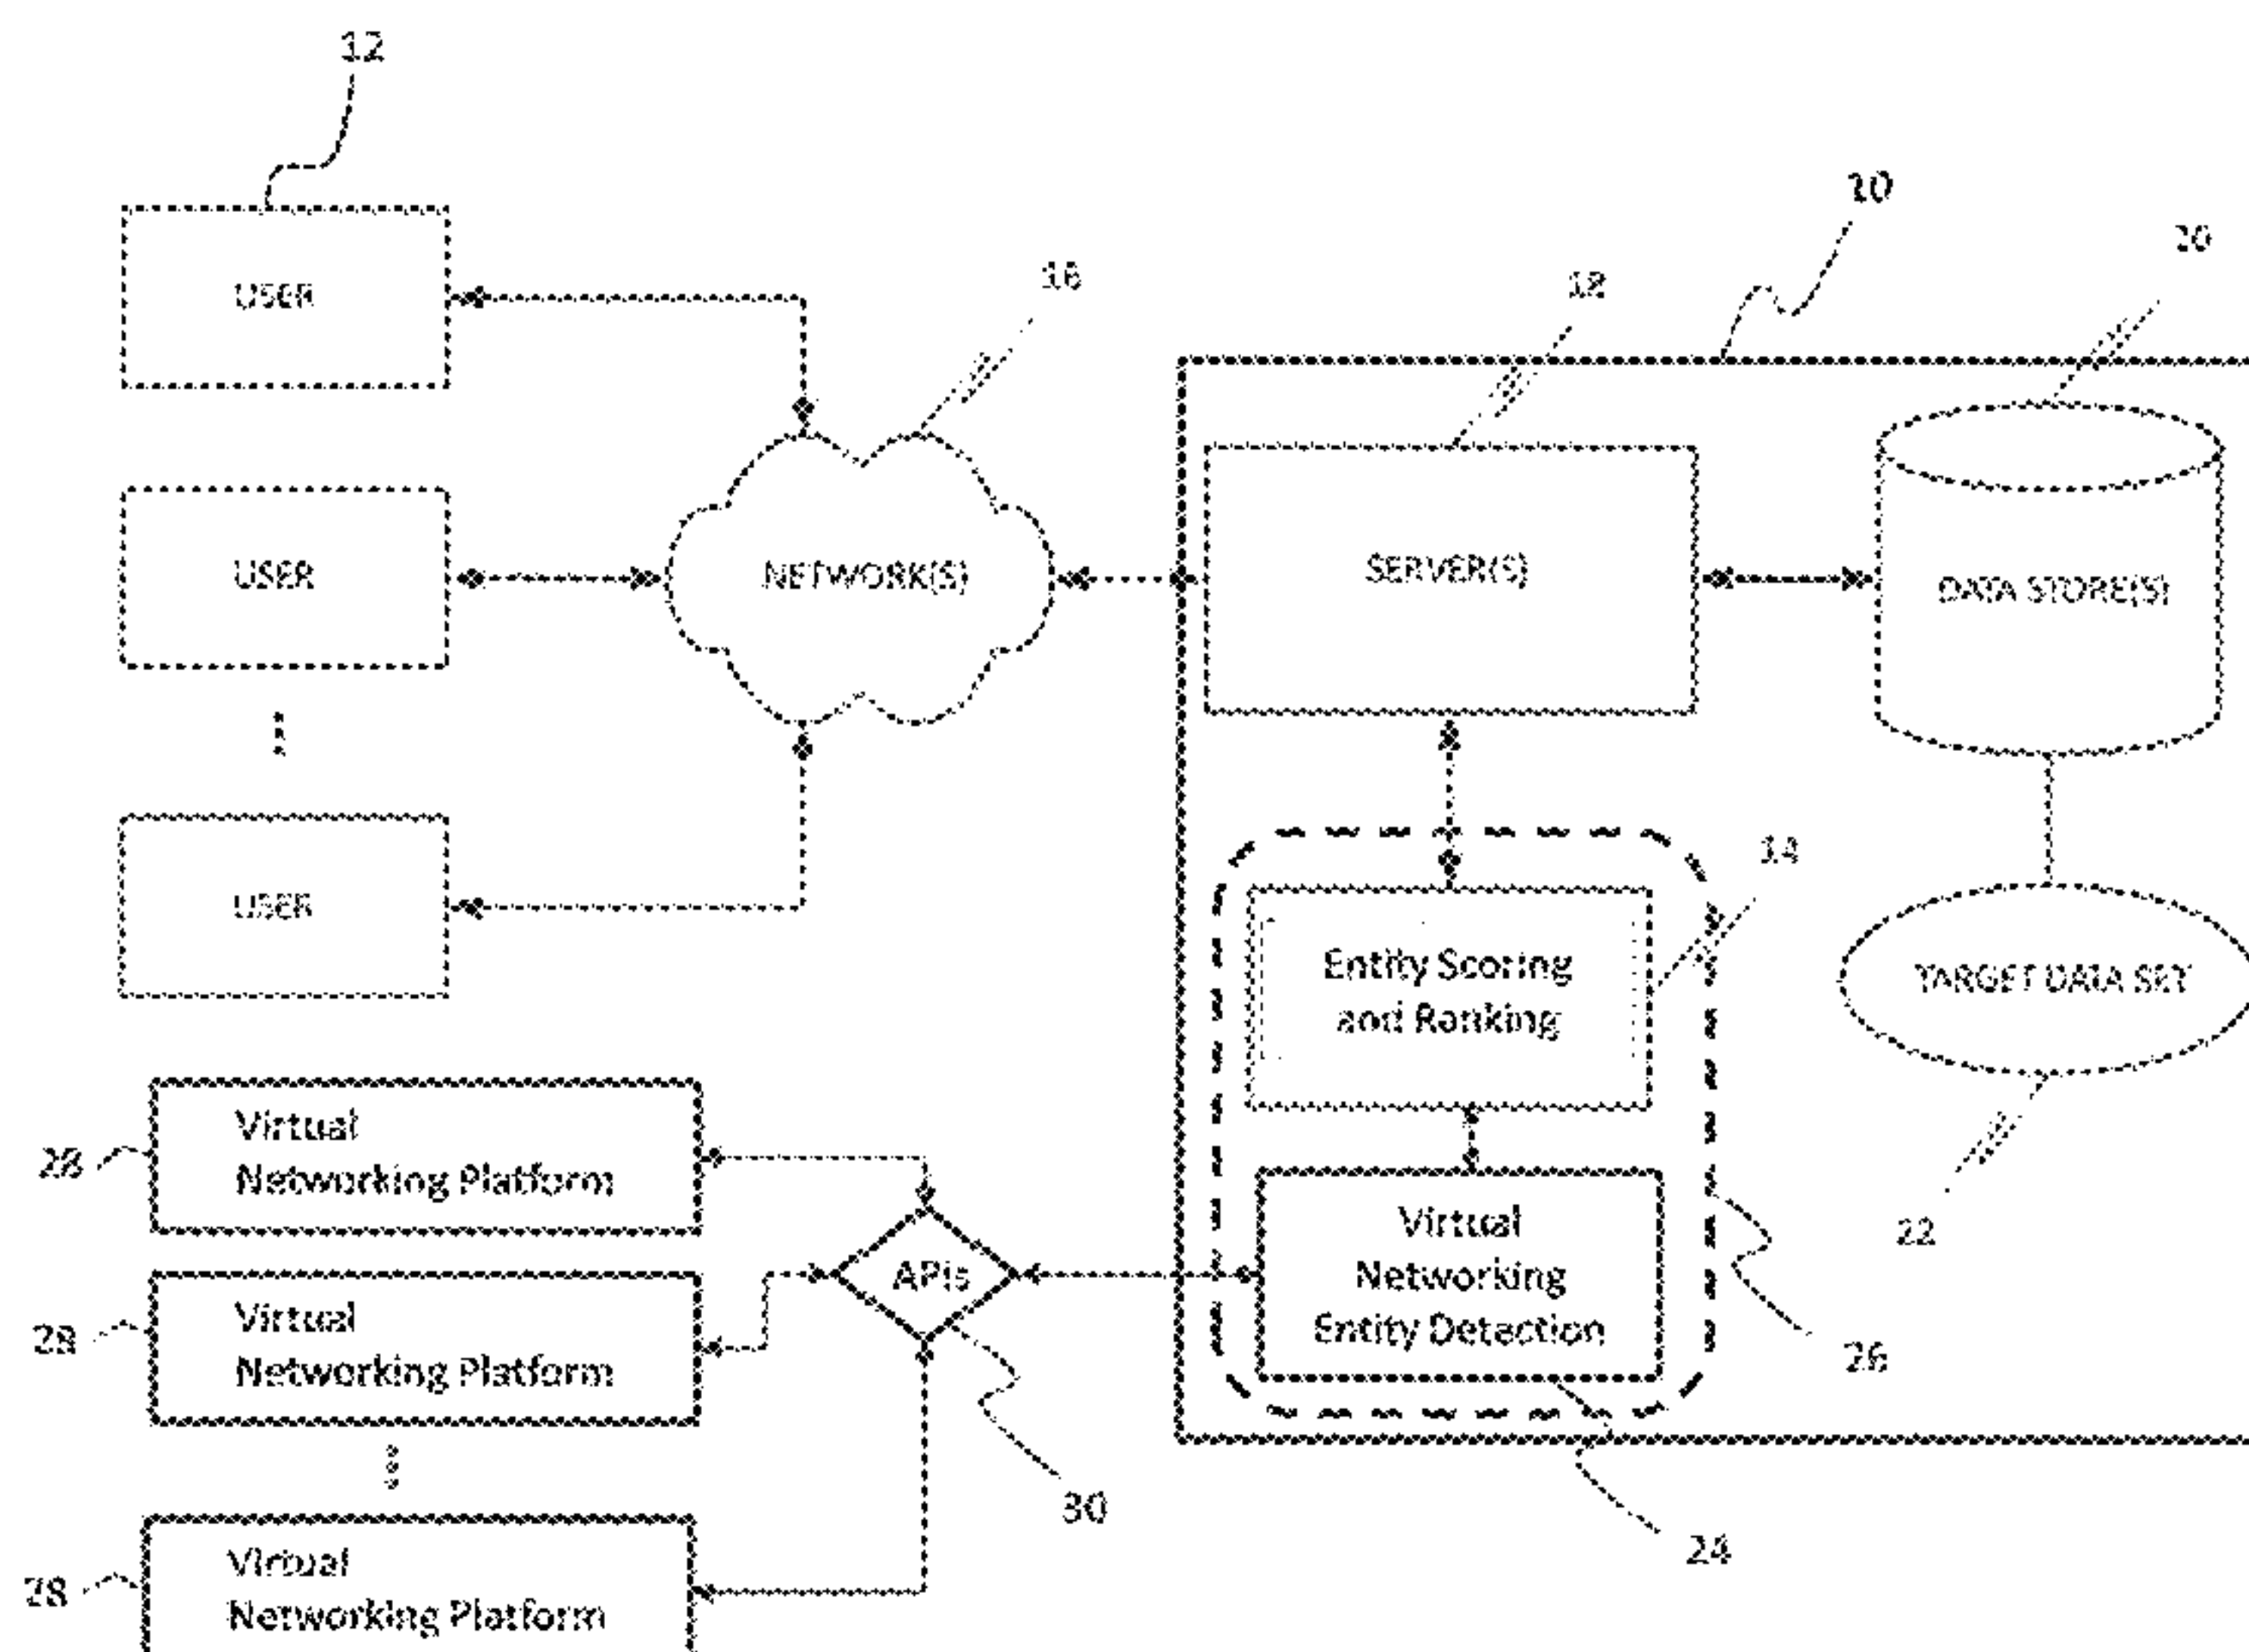 12
10
20
16
18
USER
USER
NETWORK(S)
SERVER(S)
DATA STORE(S)
USER
14
Entity Scoring
and Ranking
TARGET DATA SET
22
28
Virtual
Networking Platform
28
Virtual
Networking Platform
28
Virtual
Networking Platform
APIs
30
Virtual
Networking
Entity Detection
26
24